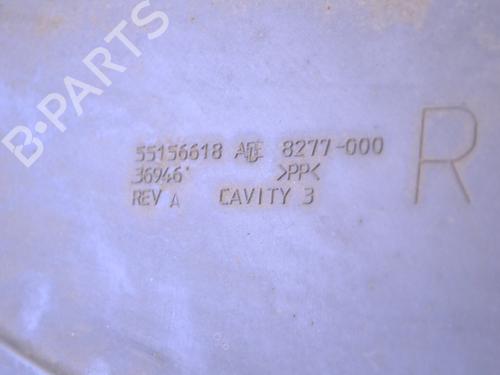 B-PARTS
55156618 8277-000
36946 >PP<
REV A CAVITY 3
R